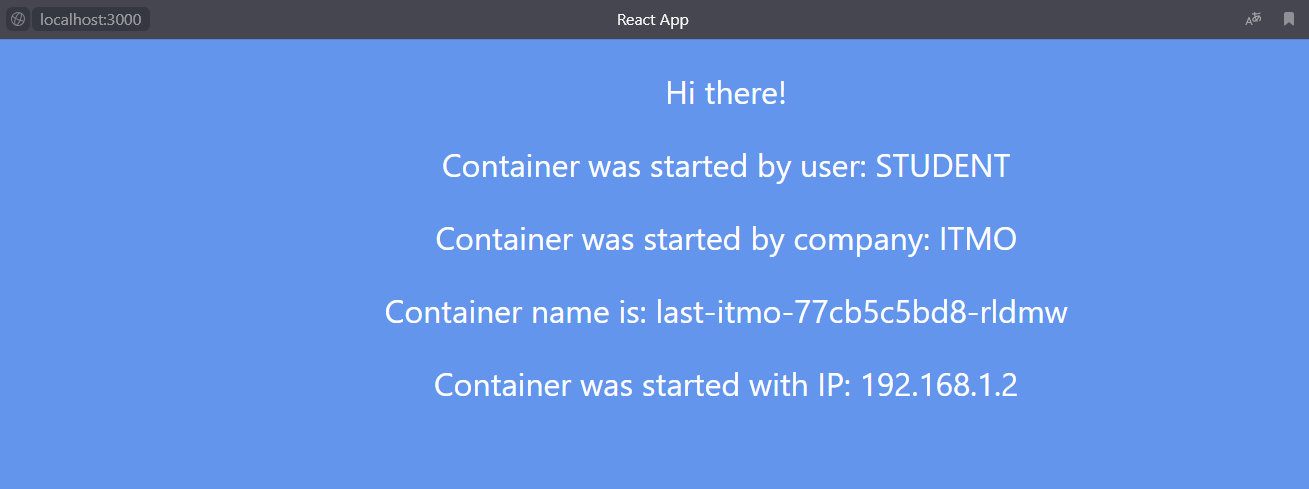 localhost:3000
React App
Hi there!
Container was started by user: STUDENT
Container was started by company: ITMO
Container name is: last-itmo-77cb5c5bd8-rldmw
Container was started with IP: 192.168.1.2